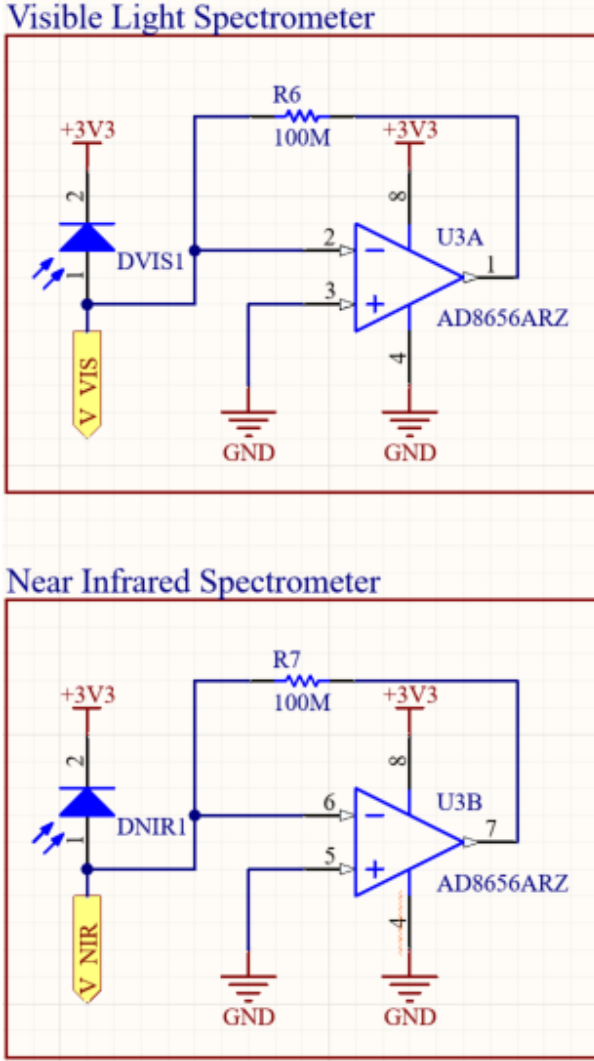 Visible Light Spectrometer
R6
100M
+3V3
+3V3
2
8
2
U3A
DVIS1
1
1
3
AD8656ARZ
4
V_VIS
GND
GND
Near Infrared Spectrometer
R7
100M
+3V3
+3V3
2
8
6
U3B
DNIR1
1
7
5
AD8656ARZ
4
V_NIR
GND
GND